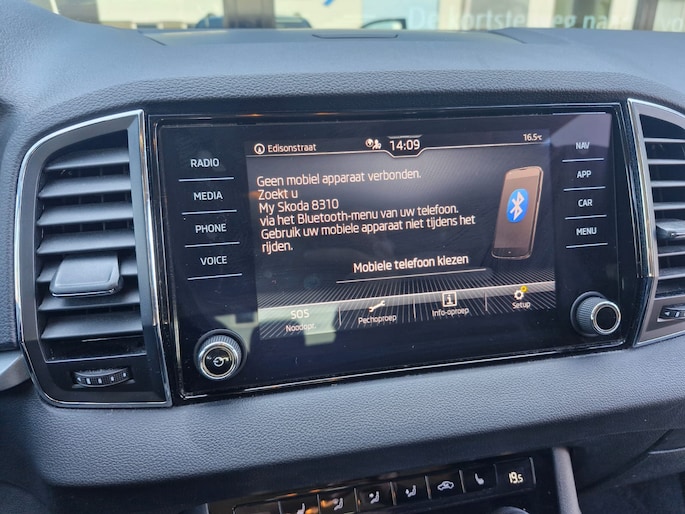 De kortste weg naar
Edisonstraat
14:09
16.5°c
RADIO
MEDIA
PHONE
VOICE
Geen mobiel apparaat verbonden.
Zoekt u
My Skoda 8310
via het Bluetooth-menu van uw telefoon.
Gebruik uw mobiele apparaat niet tijdens het
rijden.
Mobiele telefoon kiezen
SOS
Noodopr.
Pechoproep
Info-oproep
Setup
NAV
APP
CAR
MENU
19.5